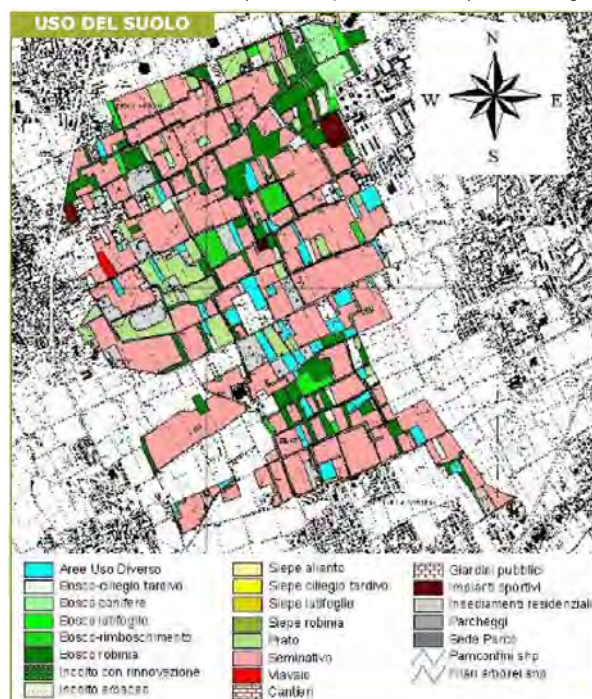 USO DEL SUOLO
N
W E
S
Aree Uso Diverso
Bosco-ciliegio tardivo
Bosco conifere
Bosco latifoglie
Bosco-rimboschimento
Bosco robinia
Incolto con rinnovazione
Incolto erbaceo
Siepe ailanto
Siepe ciliegio tardivo
Siepe latifoglie
Siepe robinia
Prato
Seminativo
Vivaio
Cantieri
Giardini pubblici
Impianti sportivi
Insediamenti residenziali
Parcheggi
Sede Parco
Parnconfini shp
Filari arborei shp